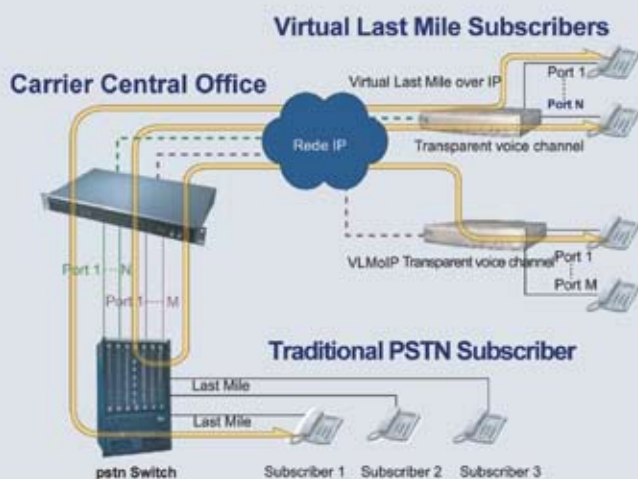 Virtual Last Mile Subscribers
Carrier Central Office
Virtual Last Mile over IP
Port 1
Port N
Rede IP
Transparent voice channel
Port 1 N
Port 1 M
VLMoIP Transparent voice channel
Port 1
Port M
Traditional PSTN Subscriber
Last Mile
Last Mile
pstn Switch
Subscriber 1
Subscriber 2
Subscriber 3